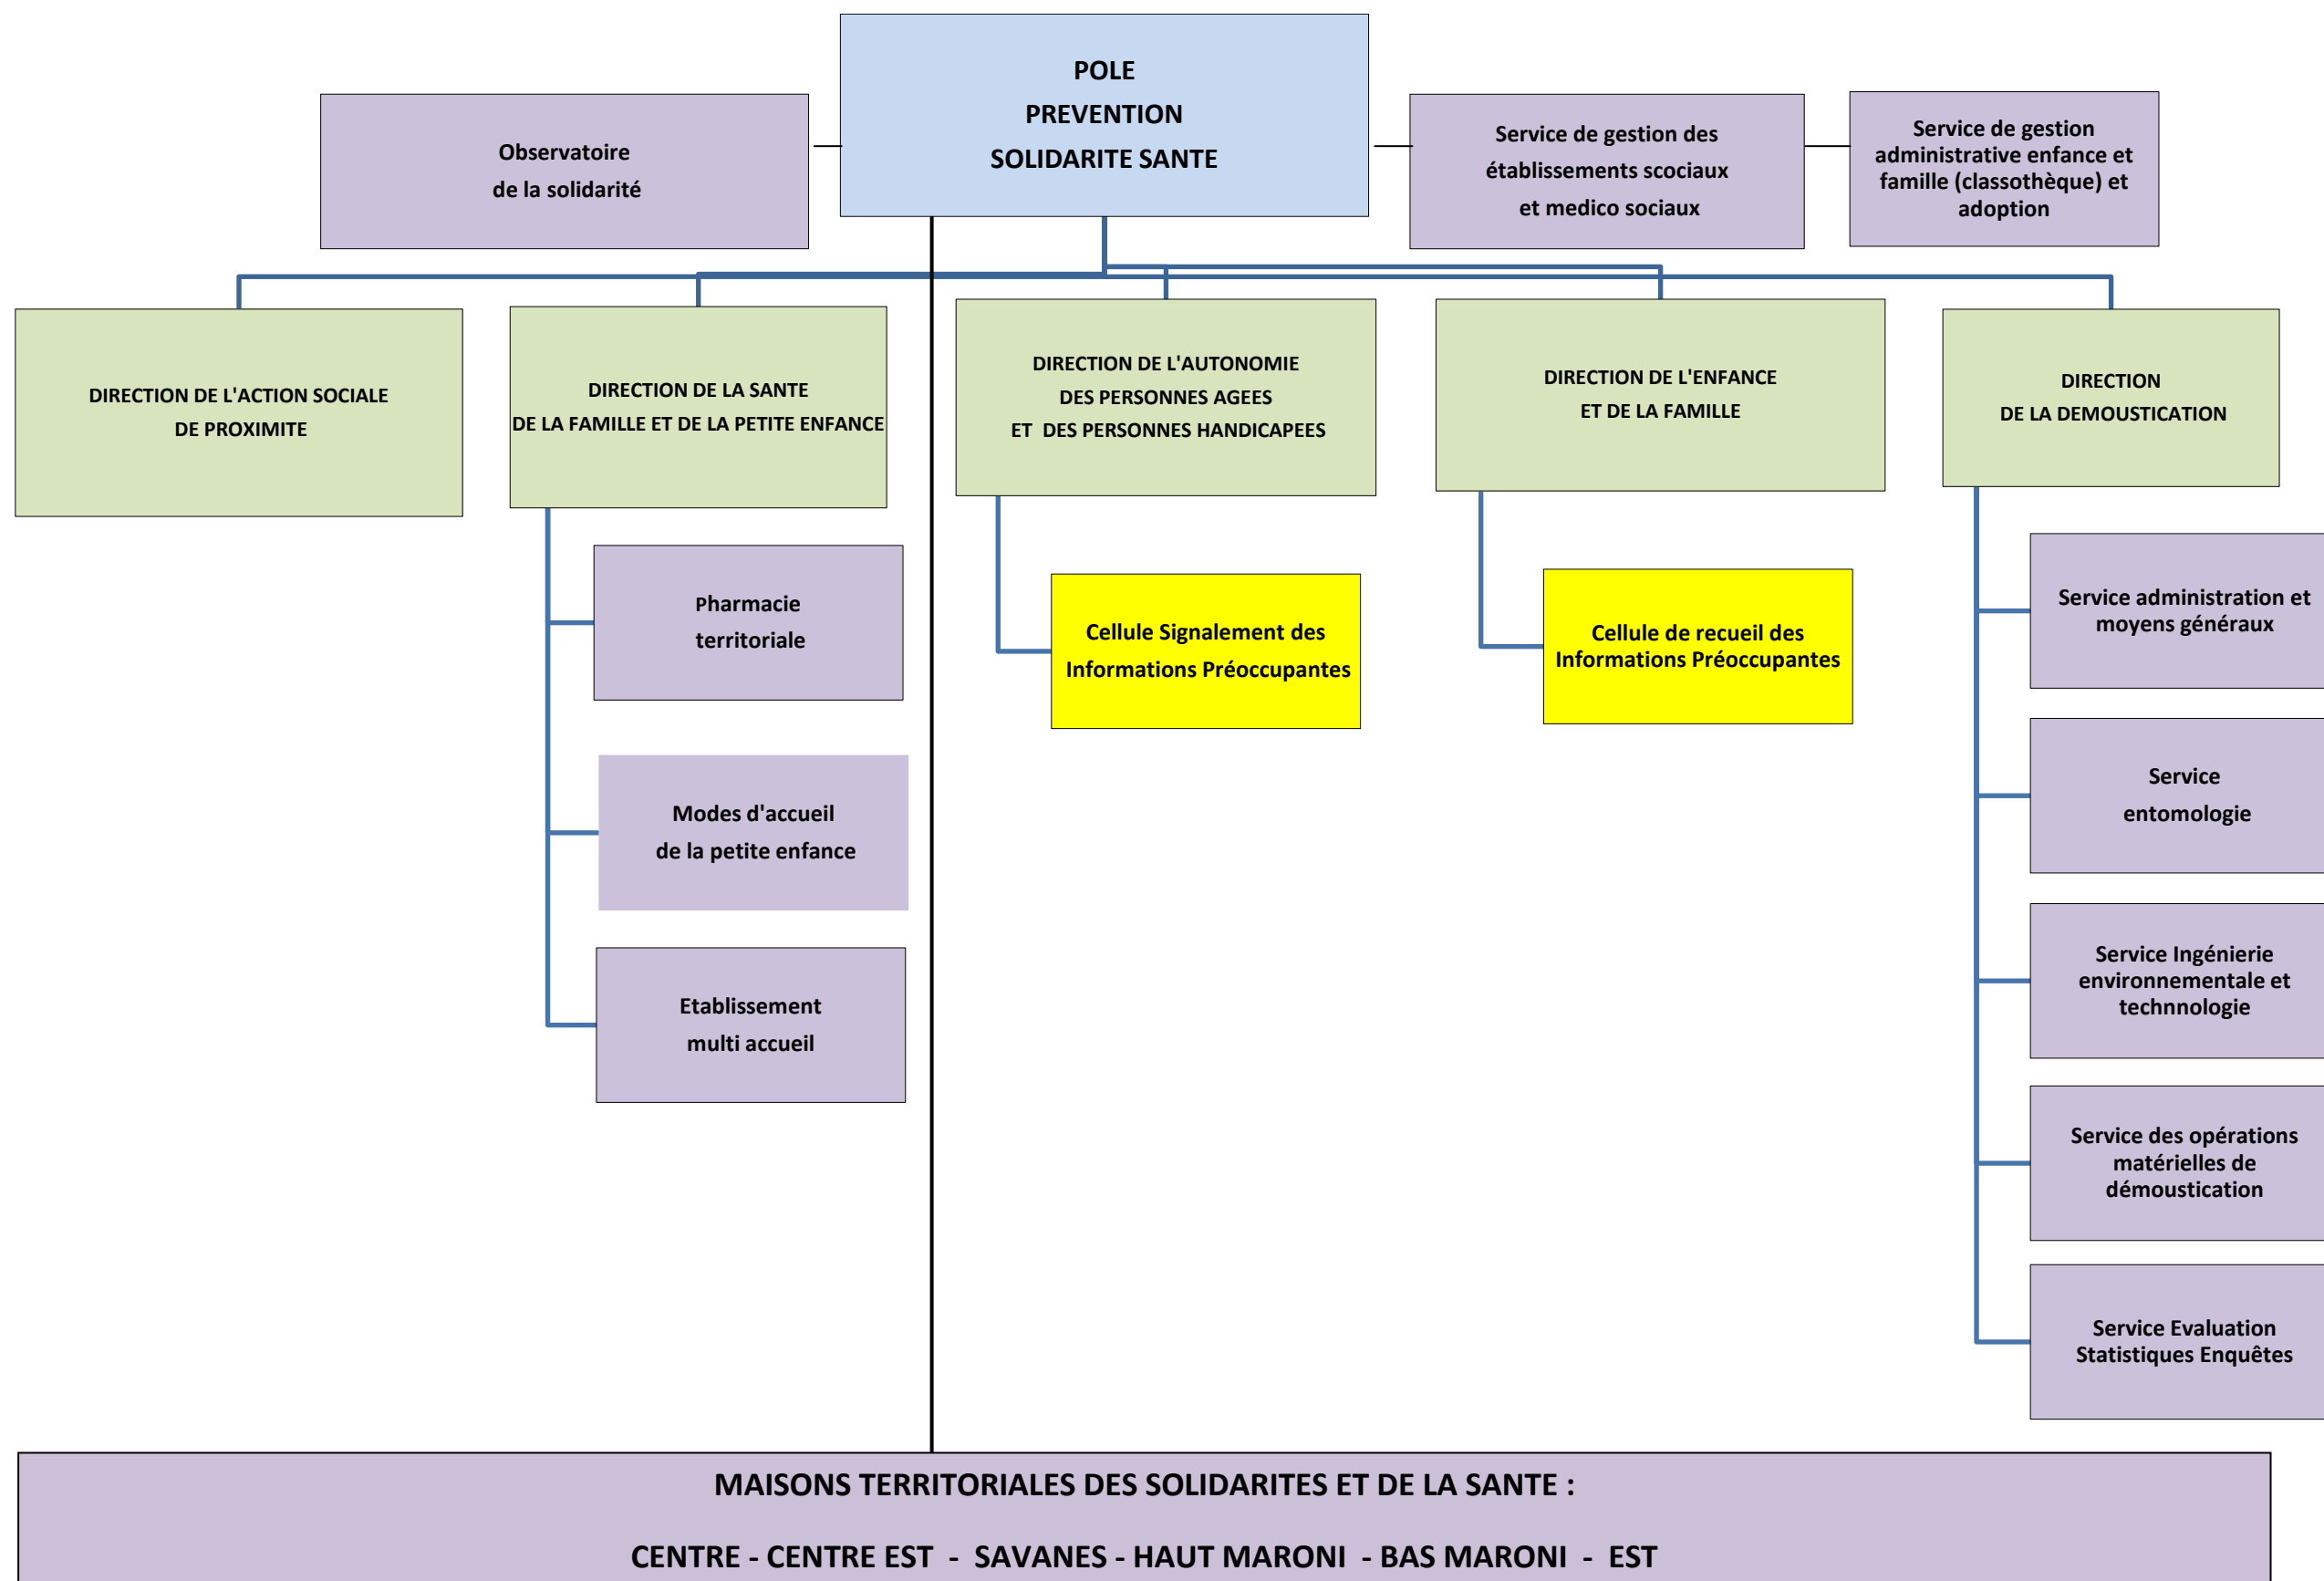 POLE
PREVENTION
SOLIDARITE SANTE
Observatoire
de la solidarité
Service de gestion des
établissements scociaux
et medico sociaux
Service de gestion
administrative enfance et
famille (classothèque) et
adoption
DIRECTION DE L'ACTION SOCIALE
DE PROXIMITE
DIRECTION DE LA SANTE
DE LA FAMILLE ET DE LA PETITE ENFANCE
DIRECTION DE L'AUTONOMIE
DES PERSONNES AGEES
ET DES PERSONNES HANDICAPEES
DIRECTION DE L'ENFANCE
ET DE LA FAMILLE
DIRECTION
DE LA DEMOUSTICATION
Pharmacie
territoriale
Modes d'accueil
de la petite enfance
Etablissement
multi accueil
Cellule Signalement des
Informations Préoccupantes
Cellule de recueil des
Informations Préoccupantes
Service administration et
moyens généraux
Service
entomologie
Service Ingénierie
environnementale et
technnologie
Service des opérations
matérielles de
démoustication
Service Evaluation
Statistiques Enquêtes
MAISONS TERRITORIALES DES SOLIDARITES ET DE LA SANTE :
CENTRE - CENTRE EST - SAVANES - HAUT MARONI - BAS MARONI - EST